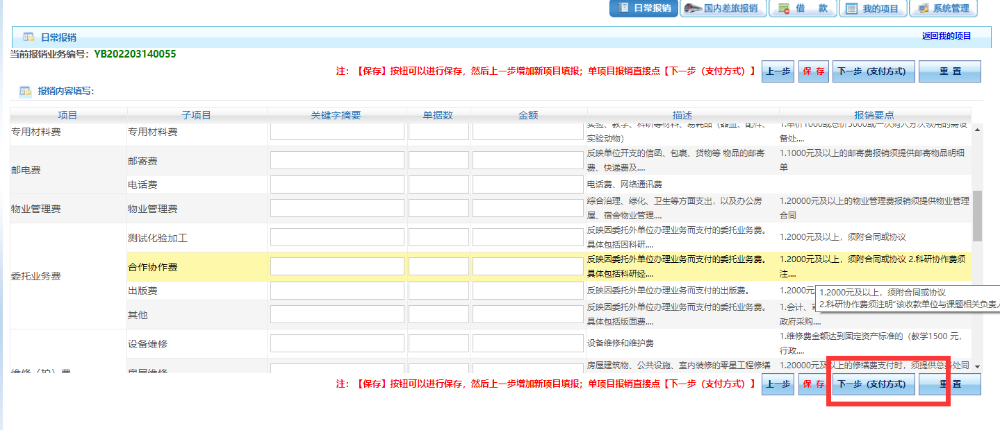 日常报销 国内差旅报销 借 款 我的项目 系统管理
日常报销 返回我的项目
当前报销业务编号: YB202203140055
注: 【保存】按钮可以进行保存, 然后上一步增加新项目填报; 单项目报销直接点【下一步 (支付方式) 】 上一步 保 存 下一步 (支付方式) 重 置
报销内容填写:
项目 子项目 关键字摘要 单据数 金额 描述 报销要点
专用材料费 专用材料费 实验、教学、科研等材料、易耗品 (器皿、配件、 1.单价1000或总价5000或一次购入分次领用的需设
实验动物) 备处....
邮电费 邮寄费 反映单位开支的信函、包裹、货物等 物品的邮寄 1.1000元及以上的邮寄费报销须提供邮寄物品明细
费、快递费及.... 单
电话费 电话费、网络通讯费
物业管理费 物业管理费 综合治理、绿化、卫生等方面支出, 以及办公房 1.20000元及以上的物业管理费报销须提供物业管理
屋、宿舍物业管理.... 合同
委托业务费 测试化验加工 反映因委托外单位办理业务而支付的委托业务费。 1.2000元及以上, 须附合同或协议
具体包括因科研....
合作协作费 反映因委托外单位办理业务而支付的委托业务费。 1.2000元及以上, 须附合同或协议 2.科研协作费须
具体包括科研经.... 注....
出版费 反映因委托外单位办理业务而支付的出版费。 1.2000元
1.2000元及以上, 须附合同或协议
2.科研协作费须注明"该收款单位与课题相关负责人
其他 反映因委托外单位办理业务而支付的委托业务费。 1.会计、
具体包括版面费.... 政府采购....
维修 (护) 费 设备维修 设备维修和维护费 1.维修费金额达到固定资产标准的 (教学1500 元,
行政....
房屋维修 房屋建筑物、公共设施、室内装修的零星工程修缮 1.20000元及以上的修缮费支付时, 须提供总务处同
注: 【保存】按钮可以进行保存, 然后上一步增加新项目填报; 单项目报销直接点【下一步 (支付方式) 】 上一步 保 存 下一步 (支付方式) 重 置